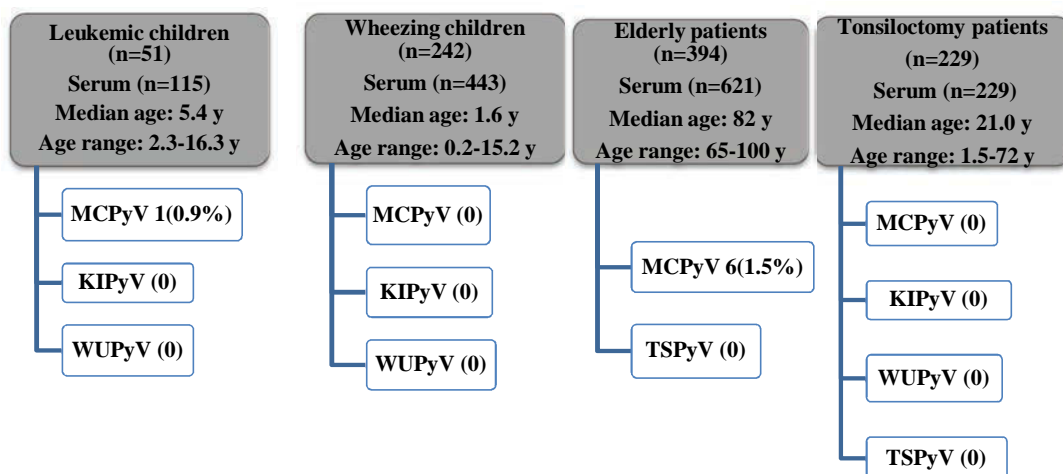 Leukemic children
(n=51)
Serum (n=115)
Median age: 5.4 y
Age range: 2.3-16.3 y
MCPyV 1(0.9%)
KIPyV (0)
WUPyV (0)
Wheezing children
(n=242)
Serum (n=443)
Median age: 1.6 y
Age range: 0.2-15.2 y
MCPyV (0)
KIPyV (0)
WUPyV (0)
Elderly patients
(n=394)
Serum (n=621)
Median age: 82 y
Age range: 65-100 y
MCPyV 6(1.5%)
TSPyV (0)
Tonsiloctomy patients
(n=229)
Serum (n=229)
Median age: 21.0 y
Age range: 1.5-72 y
MCPyV (0)
KIPyV (0)
WUPyV (0)
TSPyV (0)